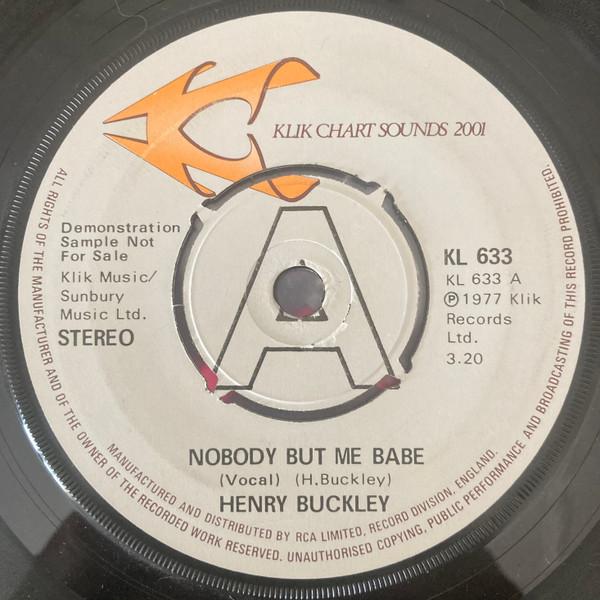 KLIK CHART SOUNDS 2001
Demonstration
Sample Not
For Sale
Klik Music/
Sunbury
Music Ltd.
STEREO
A
KL 633
KL 633 A
℗1977 Klik
Records
Ltd.
3.20
NOBODY BUT ME BABE
(Vocal) (H.Buckley)
HENRY BUCKLEY
ALL RIGHTS OF THE MANUFACTURER AND OF THE OWNER OF THE RECORDED WORK RESERVED. UNAUTHORISED COPYING, PUBLIC PERFORMANCE AND BROADCASTING OF THIS RECORD PROHIBITED.
MANUFACTURED AND DISTRIBUTED BY RCA LIMITED, RECORD DIVISION, ENGLAND.